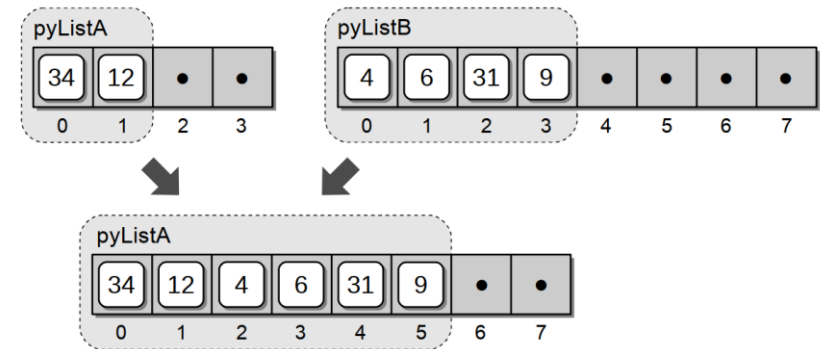 pyListA
34 12 • •
0 1 2 3
pyListB
4 6 31 9 • • • •
0 1 2 3 4 5 6 7
pyListA
34 12 4 6 31 9 • •
0 1 2 3 4 5 6 7